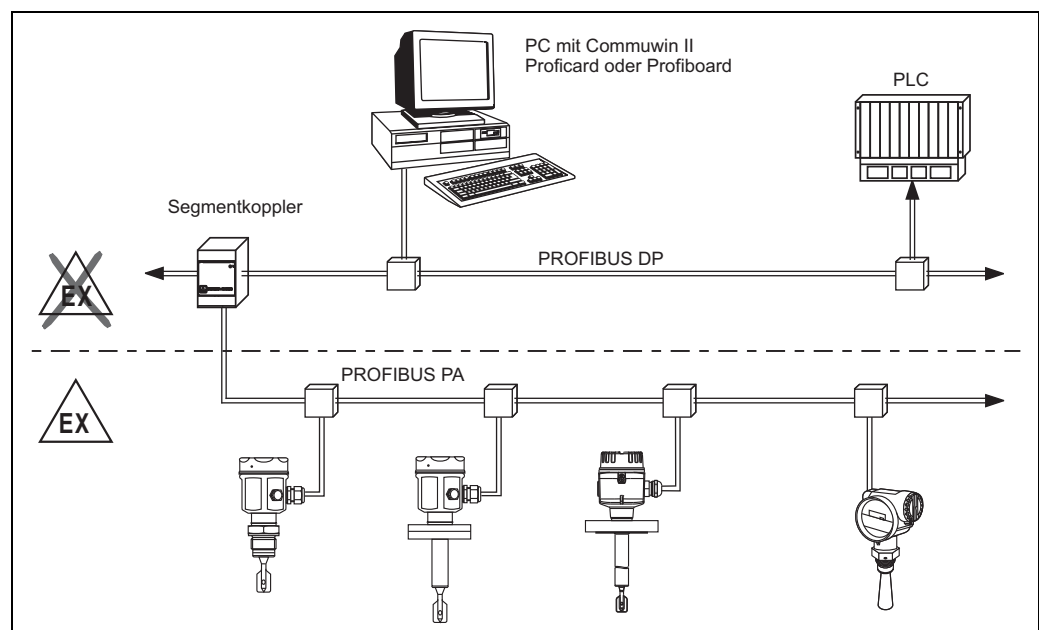 PC mit Commuwin II
Proficard oder Profiboard
PLC
Segmentkoppler
PROFIBUS DP
EX
PROFIBUS PA
EX